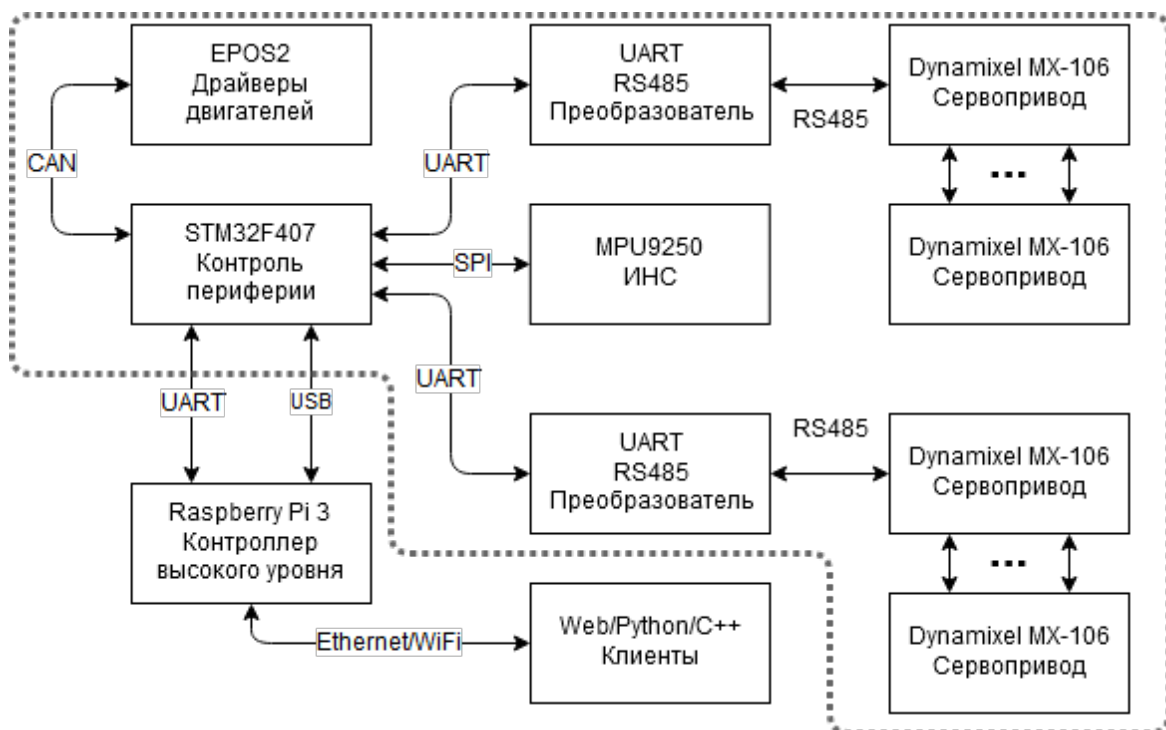 EPOS2
Драйверы
двигателей
UART
RS485
Преобразователь
RS485
Dynamixel MX-106
Сервопривод
CAN
UART
...
STM32F407
Контроль
периферии
SPI
MPU9250
ИНС
Dynamixel MX-106
Сервопривод
UART
USB
UART
UART
RS485
Преобразователь
RS485
Dynamixel MX-106
Сервопривод
...
Raspberry Pi 3
Контроллер
высокого уровня
Ethernet/WiFi
Web/Python/C++
Клиенты
Dynamixel MX-106
Сервопривод